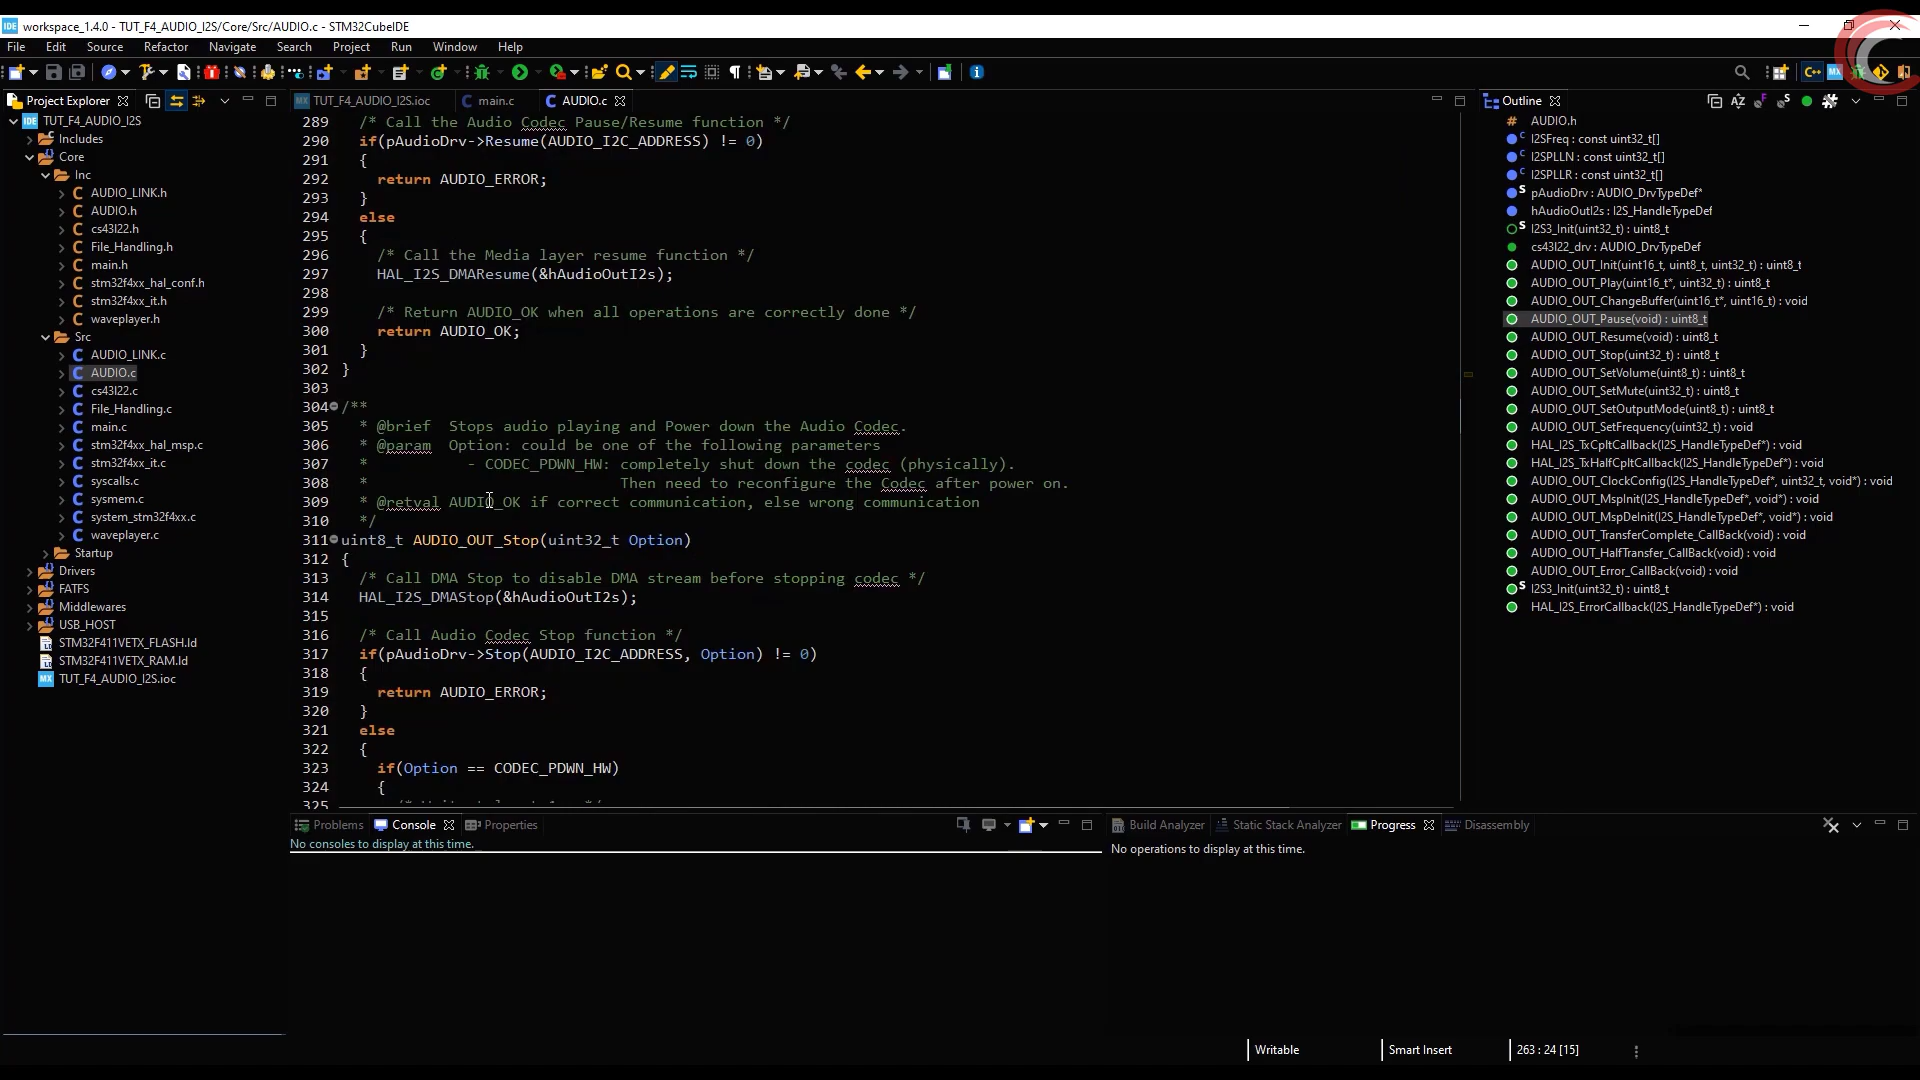 IDE workspace_1.4.0 - TUT_F4_AUDIO_I2S/Core/Src/AUDIO.c - STM32CubeIDE
File Edit Source Refactor Navigate Search Project Run Window Help
Project Explorer
IDE TUT_F4_AUDIO_I2S
Includes
Core
Inc
AUDIO_LINK.h
AUDIO.h
cs43l22.h
File_Handling.h
main.h
stm32f4xx_hal_conf.h
stm32f4xx_it.h
waveplayer.h
Src
AUDIO_LINK.c
AUDIO.c
cs43l22.c
File_Handling.c
main.c
stm32f4xx_hal_msp.c
stm32f4xx_it.c
syscalls.c
sysmem.c
system_stm32f4xx.c
waveplayer.c
Startup
Drivers
FATFS
Middlewares
USB_HOST
STM32F411VETX_FLASH.ld
STM32F411VETX_RAM.ld
MX TUT_F4_AUDIO_I2S.ioc
MX TUT_F4_AUDIO_I2S.ioc main.c AUDIO.c
289 /* Call the Audio Codec Pause/Resume function */
290 if(pAudioDrv->Resume(AUDIO_I2C_ADDRESS) != 0)
291 {
292 return AUDIO_ERROR;
293 }
294 else
295 {
296 /* Call the Media layer resume function */
297 HAL_I2S_DMAResume(&hAudioOutI2s);
298
299 /* Return AUDIO_OK when all operations are correctly done */
300 return AUDIO_OK;
301 }
302 }
303
304 /**
305 * @brief Stops audio playing and Power down the Audio Codec.
306 * @param Option: could be one of the following parameters
307 * - CODEC_PDWN_HW: completely shut down the codec (physically).
308 * Then need to reconfigure the Codec after power on.
309 * @retval AUDIO_OK if correct communication, else wrong communication
310 */
311 uint8_t AUDIO_OUT_Stop(uint32_t Option)
312 {
313 /* Call DMA Stop to disable DMA stream before stopping codec */
314 HAL_I2S_DMAStop(&hAudioOutI2s);
315
316 /* Call Audio Codec Stop function */
317 if(pAudioDrv->Stop(AUDIO_I2C_ADDRESS, Option) != 0)
318 {
319 return AUDIO_ERROR;
320 }
321 else
322 {
323 if(Option == CODEC_PDWN_HW)
324 {
325
Outline
AUDIO.h
I2SFreq : const uint32_t[]
I2SPLLN : const uint32_t[]
I2SPLLR : const uint32_t[]
pAudioDrv : AUDIO_DrvTypeDef*
hAudioOutI2s : I2S_HandleTypeDef
I2S3_Init(uint32_t) : uint8_t
cs43l22_drv : AUDIO_DrvTypeDef
AUDIO_OUT_Init(uint16_t, uint8_t, uint32_t) : uint8_t
AUDIO_OUT_Play(uint16_t*, uint32_t) : uint8_t
AUDIO_OUT_ChangeBuffer(uint16_t*, uint16_t) : void
AUDIO_OUT_Pause(void) : uint8_t
AUDIO_OUT_Resume(void) : uint8_t
AUDIO_OUT_Stop(uint32_t) : uint8_t
AUDIO_OUT_SetVolume(uint8_t) : uint8_t
AUDIO_OUT_SetMute(uint32_t) : uint8_t
AUDIO_OUT_SetOutputMode(uint8_t) : uint8_t
AUDIO_OUT_SetFrequency(uint32_t) : void
HAL_I2S_TxCpltCallback(I2S_HandleTypeDef*) : void
HAL_I2S_TxHalfCpltCallback(I2S_HandleTypeDef*) : void
AUDIO_OUT_ClockConfig(I2S_HandleTypeDef*, uint32_t, void*) : void
AUDIO_OUT_MspInit(I2S_HandleTypeDef*, void*) : void
AUDIO_OUT_MspDeInit(I2S_HandleTypeDef*, void*) : void
AUDIO_OUT_TransferComplete_CallBack(void) : void
AUDIO_OUT_HalfTransfer_CallBack(void) : void
AUDIO_OUT_Error_CallBack(void) : void
I2S3_Init(uint32_t) : uint8_t
HAL_I2S_ErrorCallback(I2S_HandleTypeDef*) : void
Problems Console Properties
No consoles to display at this time.
Build Analyzer Static Stack Analyzer Progress Disassembly
No operations to display at this time.
Writable Smart Insert 263 : 24 [15]